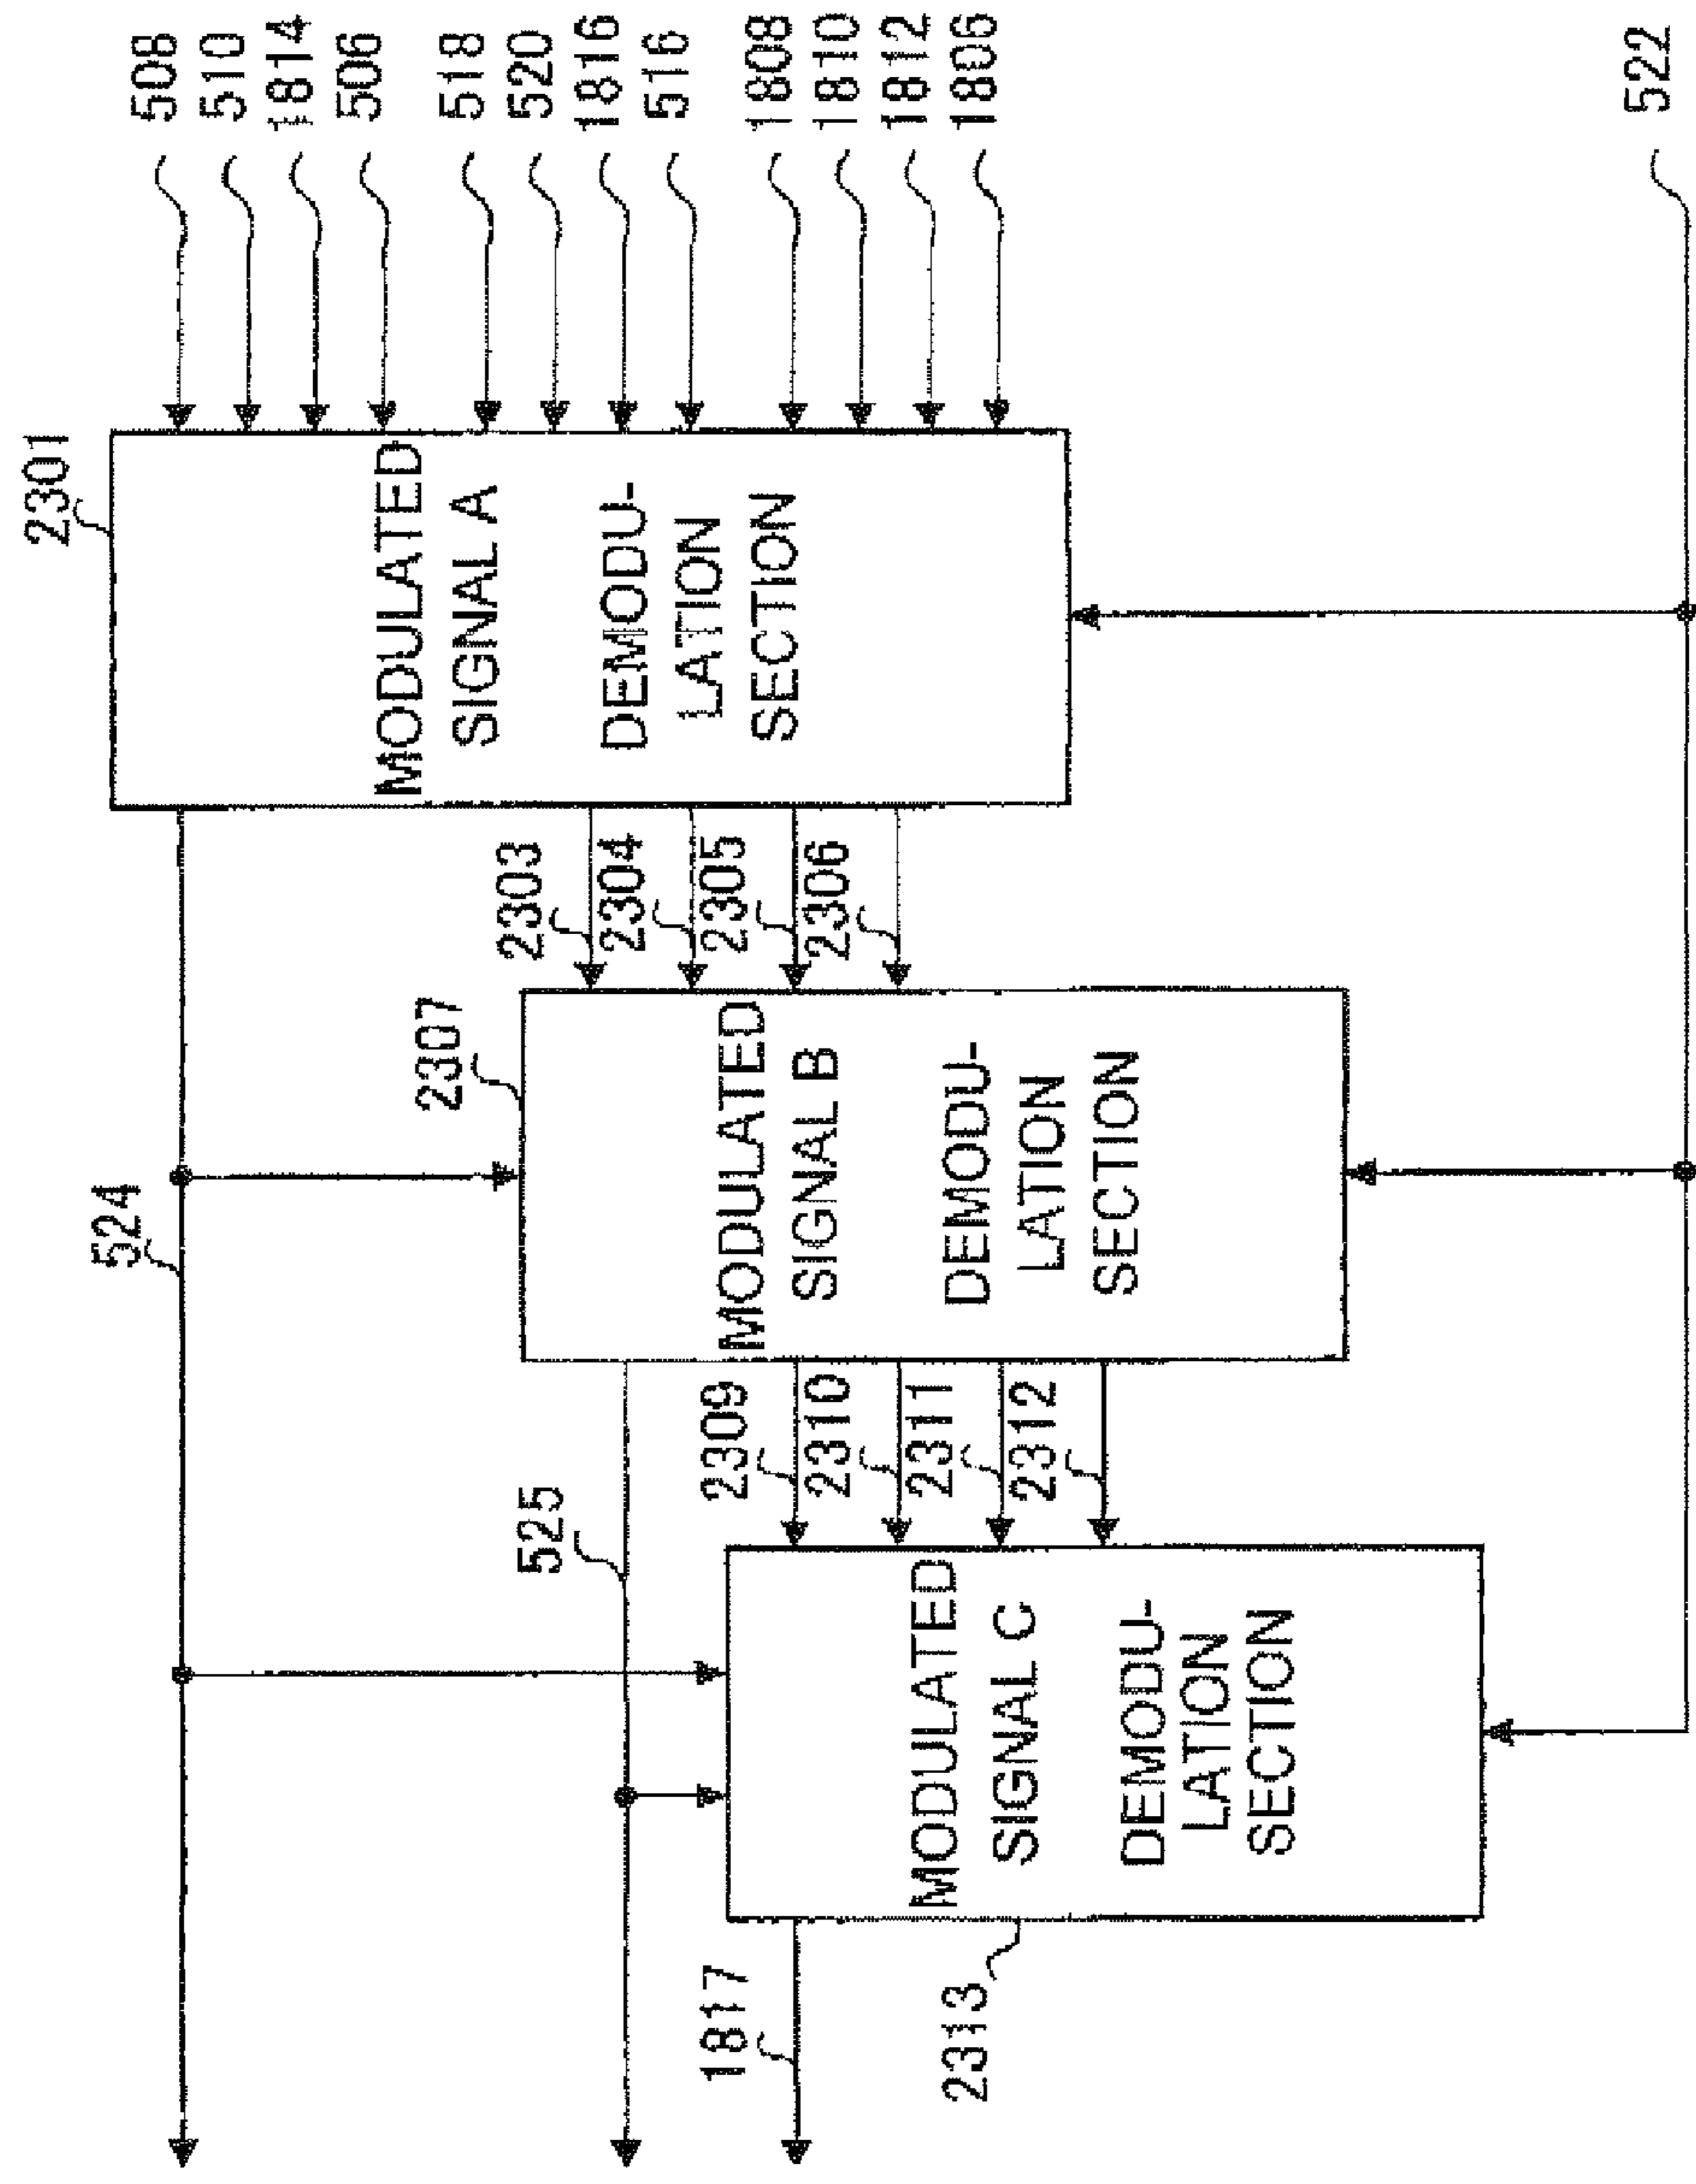 508
510
1814
506
518
520
1816
516
1808
1810
1812
1806
522
2301
MODULATED
SIGNAL A
DEMODU-
LATION
SECTION
2303
2304
2305
2306
2307
MODULATED
SIGNAL B
DEMODU-
LATION
SECTION
524
2309
2310
2311
2312
525
MODULATED
SIGNAL C
DEMODU-
LATION
SECTION
1817
2313